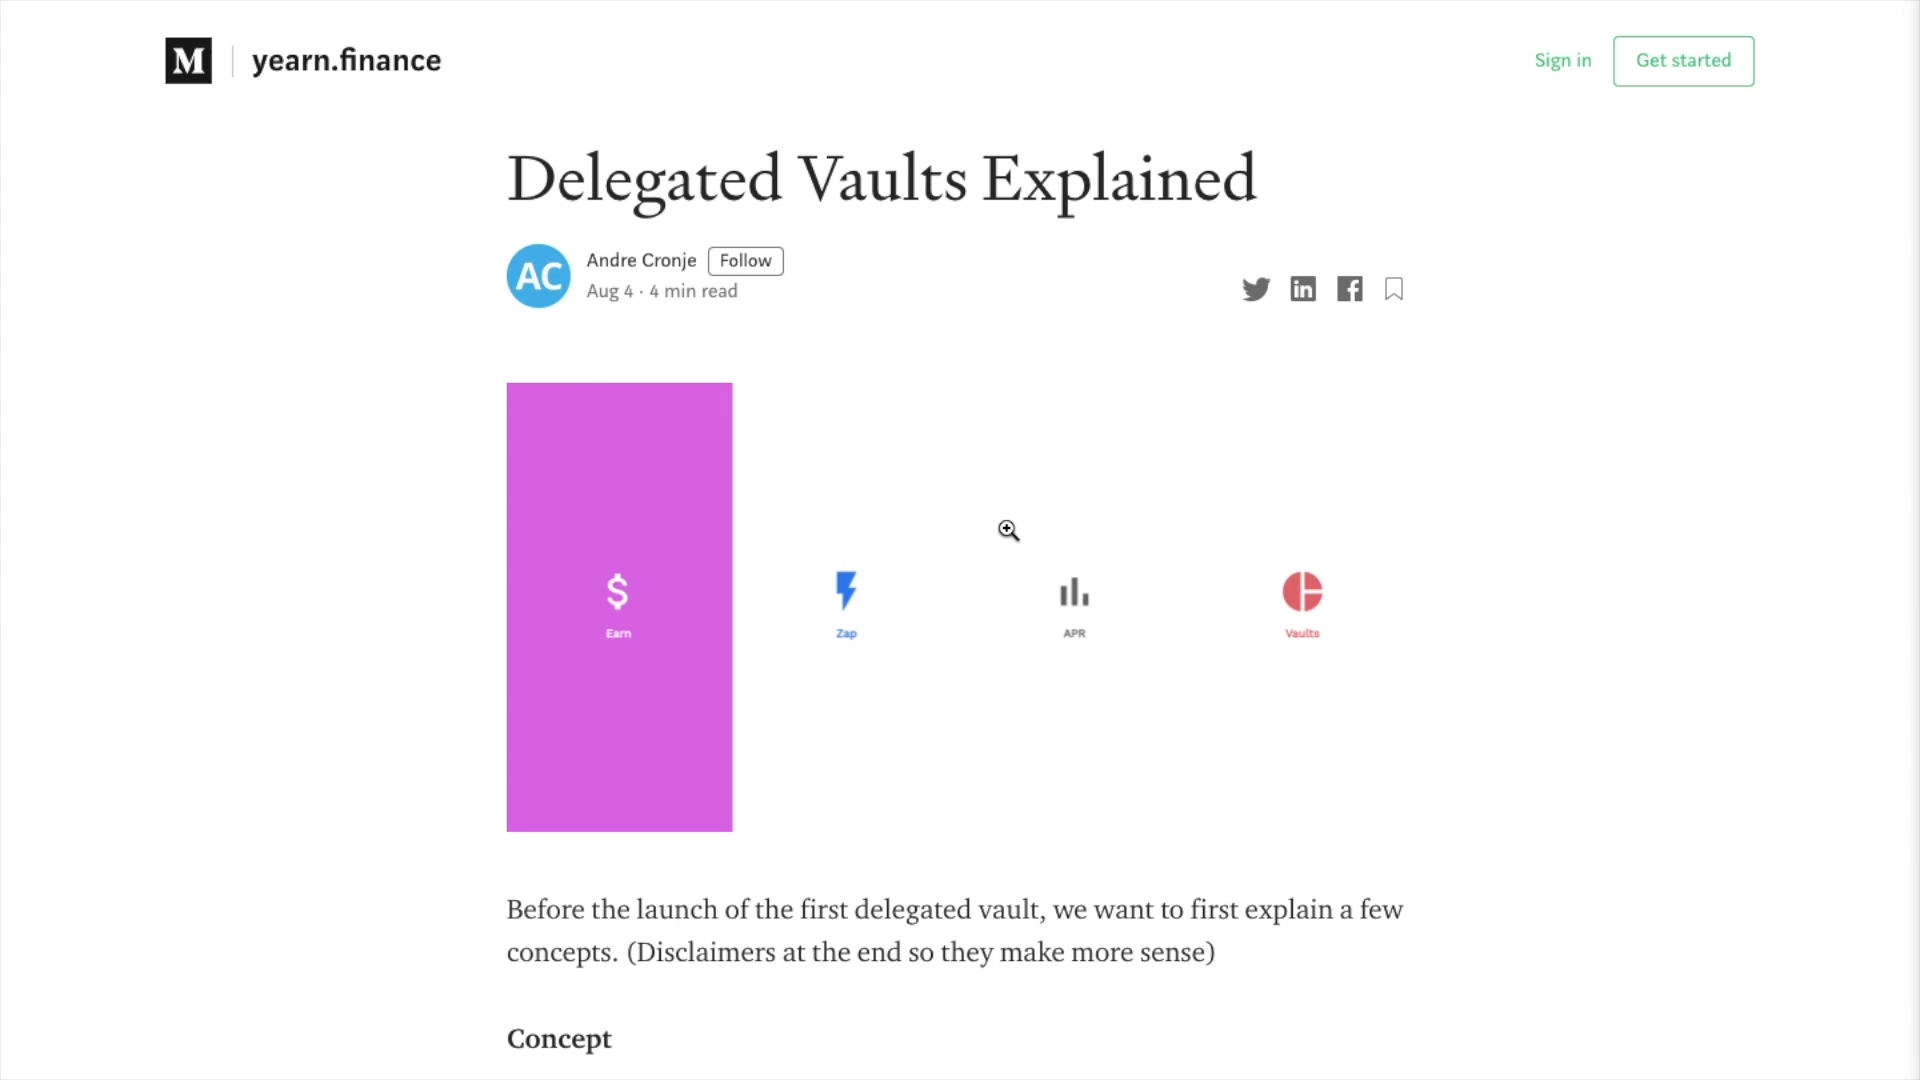 M
yearn.finance
Sign in
Get started
Delegated Vaults Explained
AC
Andre Cronje
Follow
Aug 4 · 4 min read
$
Earn
Zap
APR
Vaults
Before the launch of the first delegated vault, we want to first explain a few
concepts. (Disclaimers at the end so they make more sense)
Concept